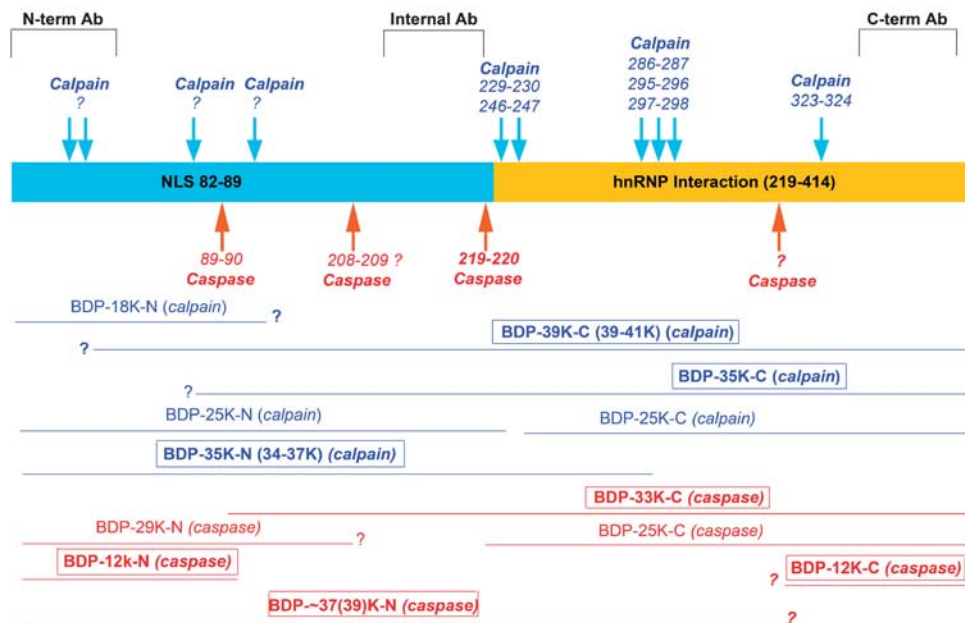 N-term Ab
Internal Ab
C-term Ab
Calpain
?
Calpain
?
Calpain
?
Calpain
229-230
246-247
Calpain
286-287
295-296
297-298
Calpain
323-324
NLS 82-89
hnRNP Interaction (219-414)
89-90
Caspase
208-209 ?
Caspase
219-220
Caspase
?
Caspase
BDP-18K-N (calpain)
?
BDP-39K-C (39-41K) (calpain)
?
BDP-35K-C (calpain)
?
BDP-25K-N (calpain)
BDP-25K-C (calpain)
BDP-35K-N (34-37K) (calpain)
BDP-33K-C (caspase)
BDP-29K-N (caspase)
?
BDP-25K-C (caspase)
BDP-12k-N (caspase)
?
BDP-12K-C (caspase)
BDP-~37(39)K-N (caspase)
?